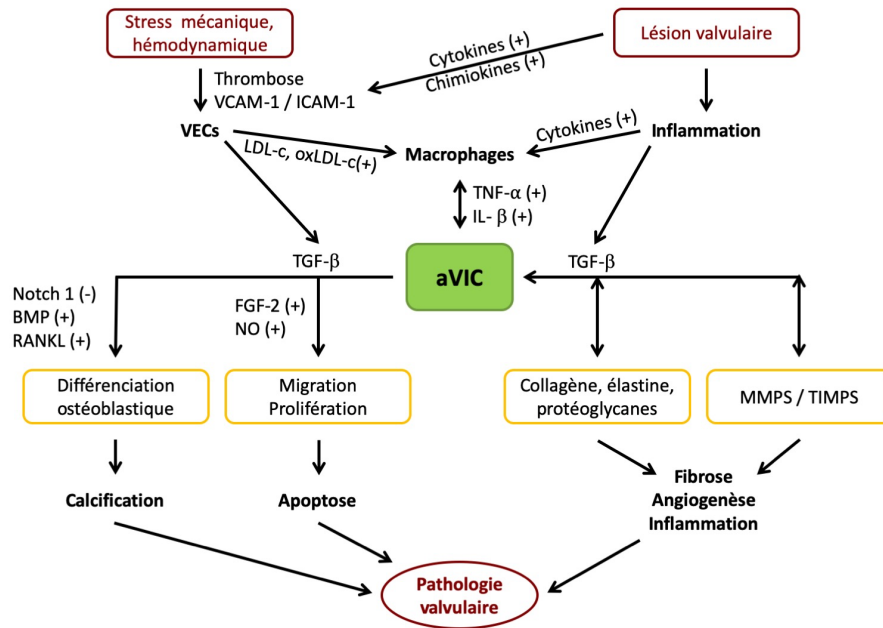 Stress mécanique,
hémodynamique
Lésion valvulaire
Cytokines (+)
Chimiokines (+)
Thrombose
VCAM-1 / ICAM-1
VECs
LDL-c, oxLDL-c(+)
Macrophages
Cytokines (+)
Inflammation
TNF-α (+)
IL- β (+)
TGF-β
aVIC
TGF-β
Notch 1 (-)
BMP (+)
RANKL (+)
FGF-2 (+)
NO (+)
Différenciation
ostéoblastique
Migration
Prolifération
Collagène, élastine,
protéoglycanes
MMPS / TIMPS
Calcification
Apoptose
Fibrose
Angiogenèse
Inflammation
Pathologie
valvulaire